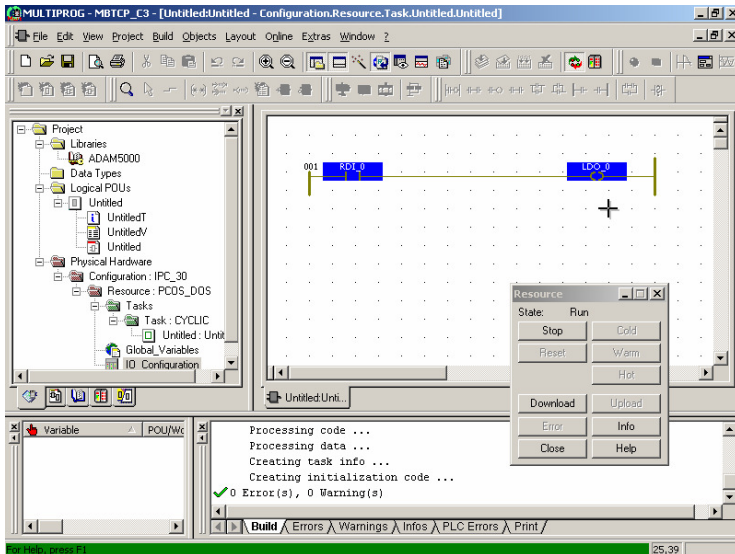 MULTIPROG - MBTCP_C3 - [Untitled:Untitled - Configuration.Resource.Task.Untitled.Untitled]
File Edit View Project Build Objects Layout Online Extras Window ?
Project
Libraries
ADAM5000
Data Types
Logical POUs
Untitled
UntitledT
UntitledV
Untitled
Physical Hardware
Configuration : IPC_30
Resource : PCOS_DOS
Tasks
Task : CYCLIC
Untitled : Untit
Global_Variables
IO_Configuration
001 RDI_0 LDO_0
Untitled:Unti...
Resource
State: Run
Stop Cold
Reset Warm
Hot
Download Upload
Error Info
Close Help
Variable POU/Wo
Processing code ...
Processing data ...
Creating task info ...
Creating initialization code ...
0 Error(s), 0 Warning(s)
Build Errors Warnings Infos PLC Errors Print
For Help, press F1
25,39